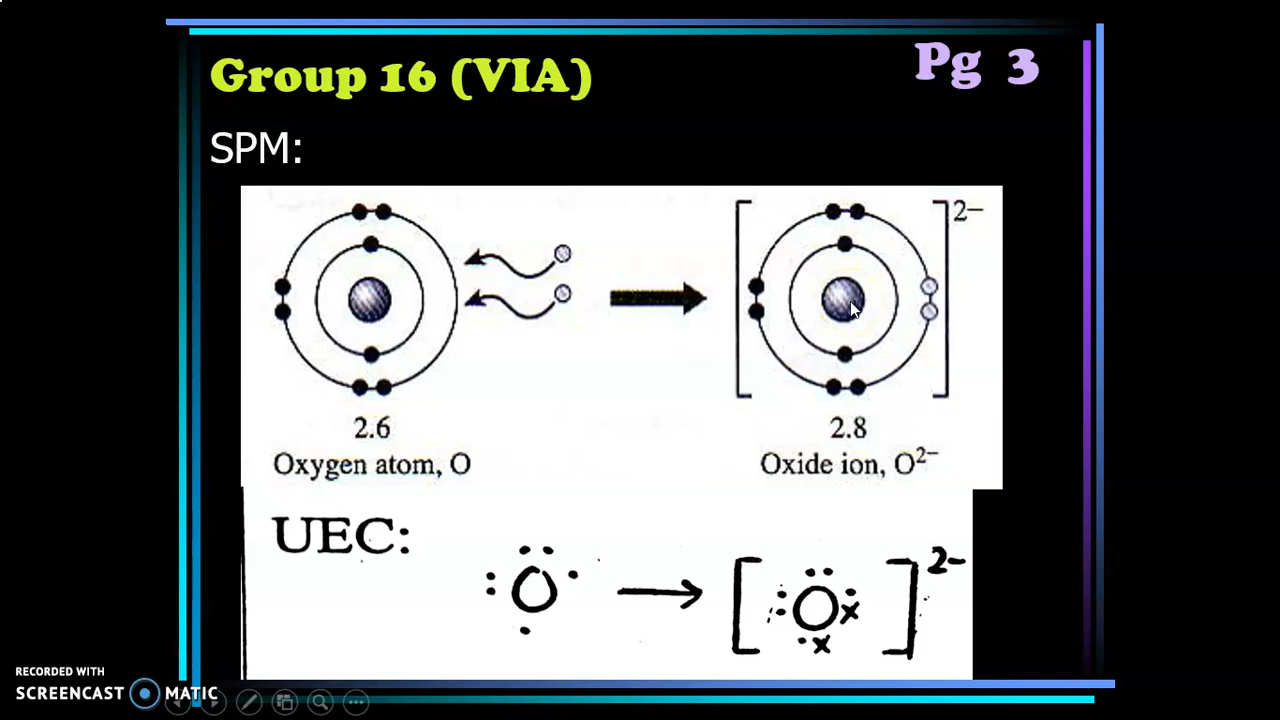 Group 16 (VIA)
Pg 3
SPM:
2–
2.6
2.8
Oxygen atom, O
Oxide ion, O²⁻
UEC:
O
O
x
x
2-
RECORDED WITH
SCREENCAST MATIC